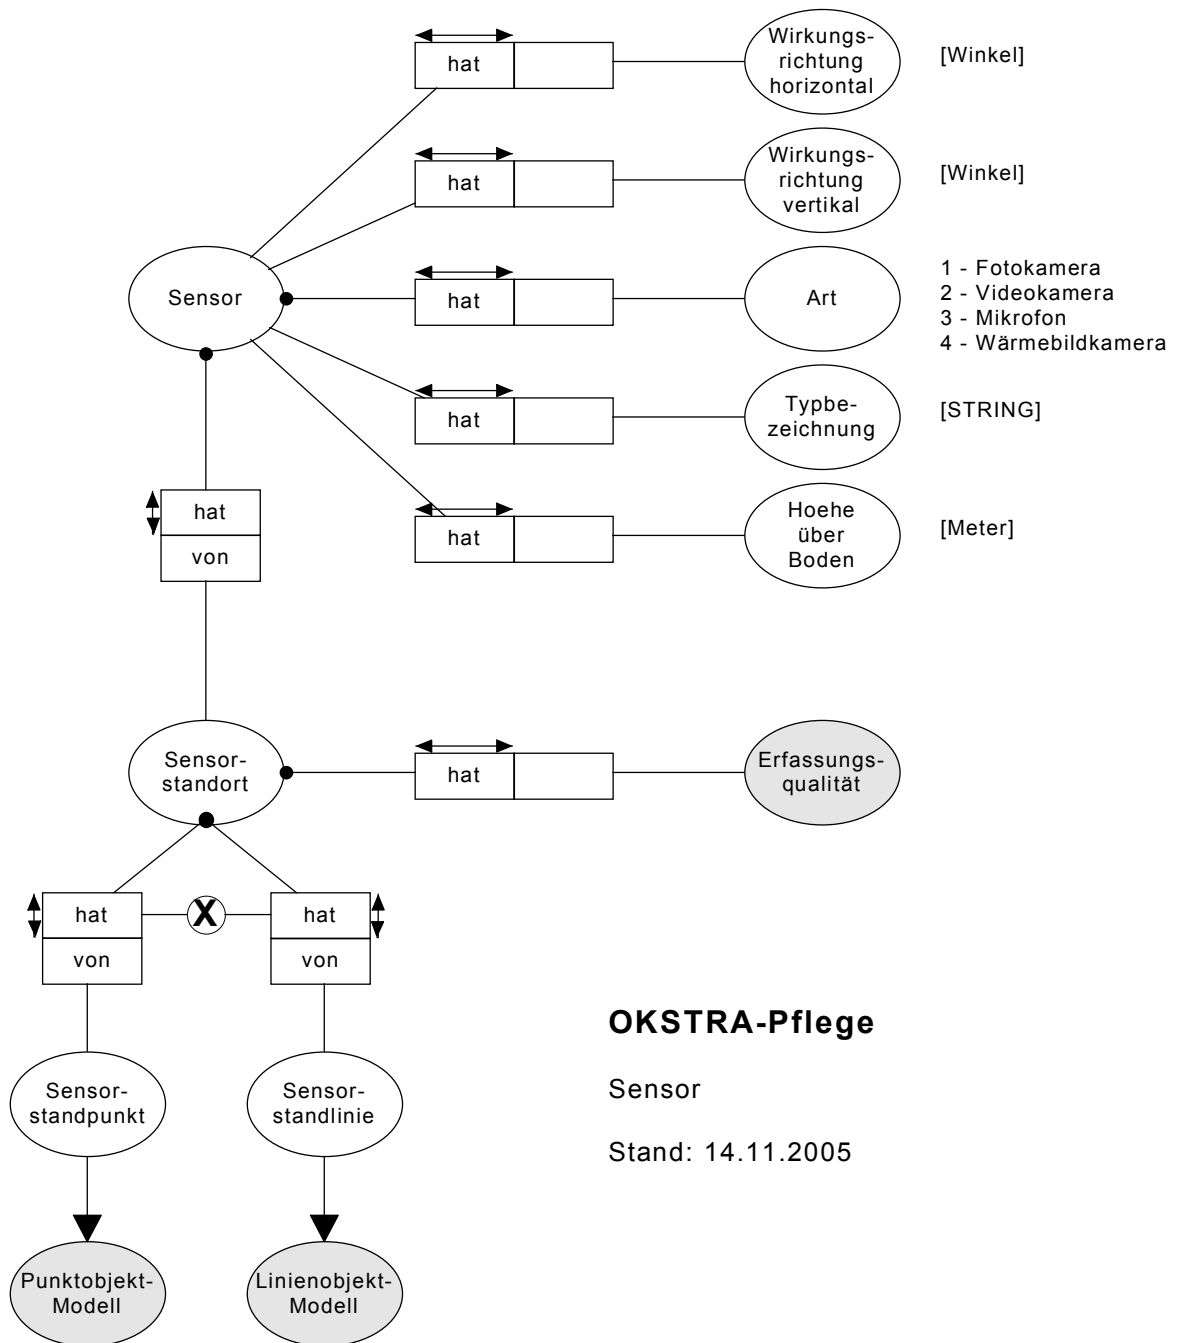 hat
Wirkungs-
richtung
horizontal
[Winkel]
hat
Wirkungs-
richtung
vertikal
[Winkel]
Sensor
hat
Art
1 - Fotokamera
2 - Videokamera
3 - Mikrofon
4 - Wärmebildkamera
hat
Typbe-
zeichnung
[STRING]
hat
von
hat
Hoehe
über
Boden
[Meter]
Sensor-
standort
hat
Erfassungs-
qualität
hat
von
X
hat
von
OKSTRA-Pflege
Sensor
Stand: 14.11.2005
Sensor-
standpunkt
Sensor-
standlinie
Punktobjekt-
Modell
Linienobjekt-
Modell